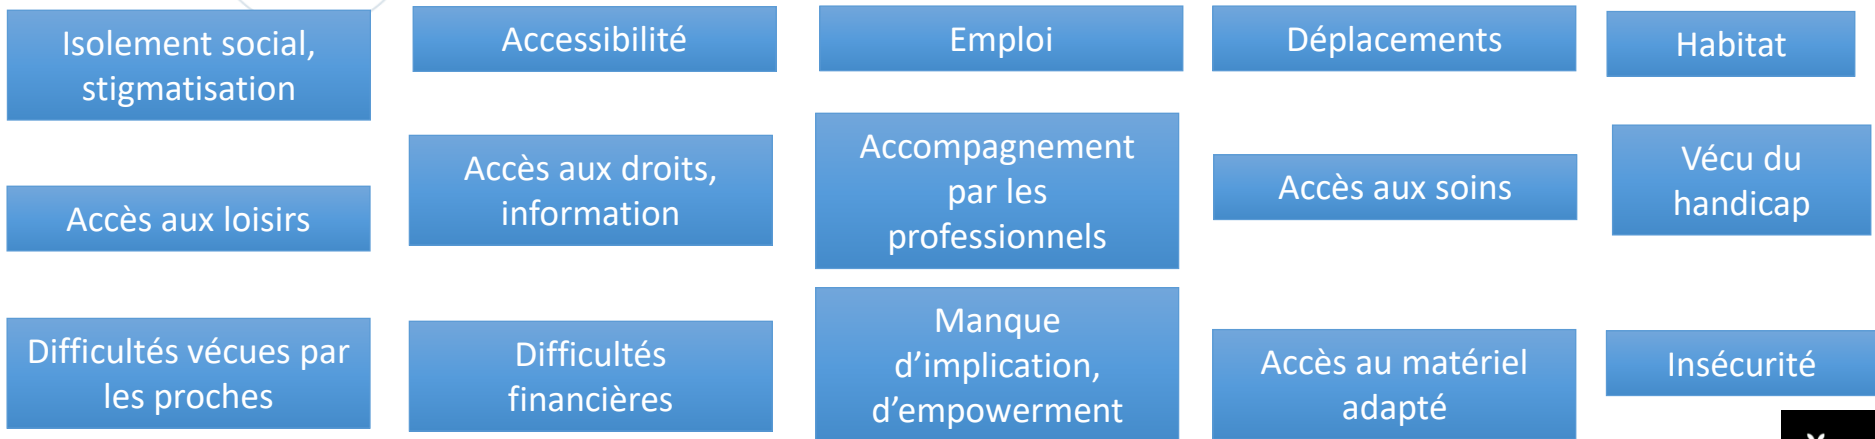 Isolement social,
stigmatisation
Accessibilité
Emploi
Déplacements
Habitat
Accès aux loisirs
Accès aux droits,
information
Accompagnement
par les
professionnels
Accès aux soins
Vécu du
handicap
Difficultés vécues par
les proches
Difficultés
financières
Manque
d’implication,
d’empowerment
Accès au matériel
adapté
Insécurité